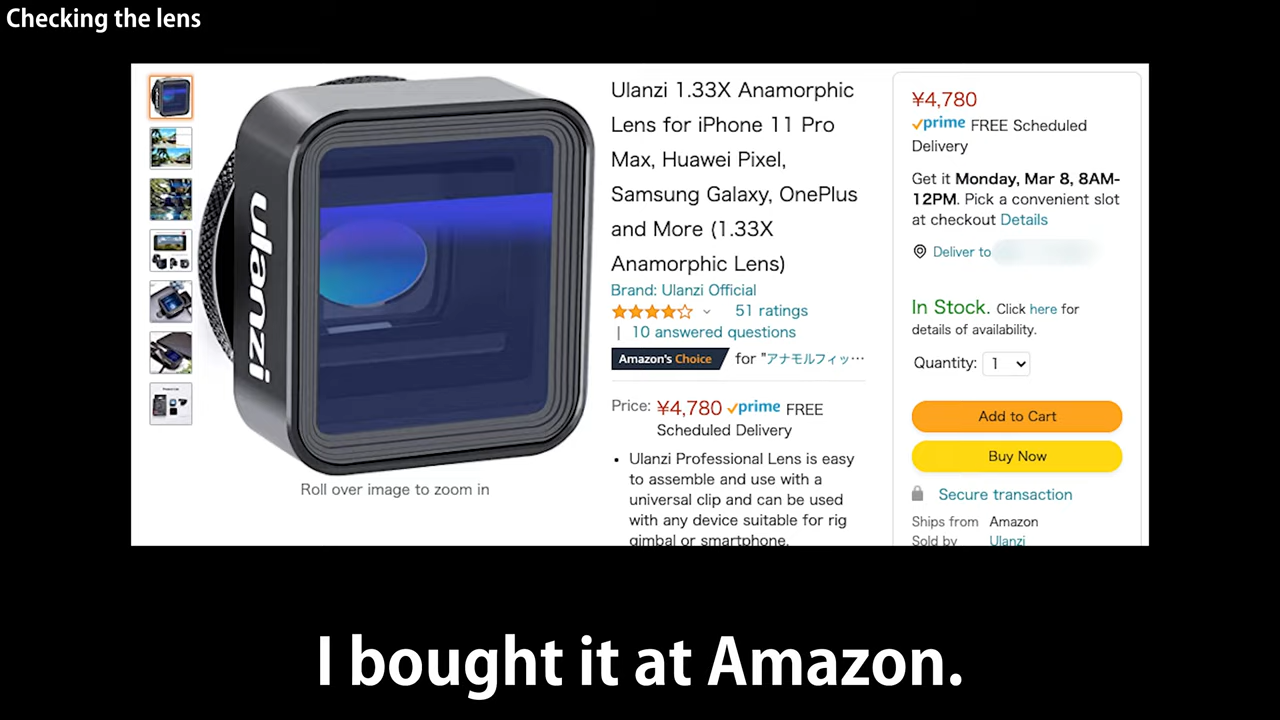 Checking the lens
ulanzi
Roll over image to zoom in
Ulanzi 1.33X Anamorphic
Lens for iPhone 11 Pro
Max, Huawei Pixel,
Samsung Galaxy, OnePlus
and More (1.33X
Anamorphic Lens)
Brand: Ulanzi Official
51 ratings
| 10 answered questions
Amazon's Choice for "アナモルフィッ…
Price: ¥4,780 prime FREE
Scheduled Delivery
• Ulanzi Professional Lens is easy
to assemble and use with a
universal clip and can be used
with any device suitable for rig
gimbal or smartphone.
¥4,780
prime FREE Scheduled
Delivery
Get it Monday, Mar 8, 8AM-
12PM. Pick a convenient slot
at checkout Details
Deliver to
In Stock. Click here for
details of availability.
Quantity: 1
Add to Cart
Buy Now
Secure transaction
Ships from Amazon
Sold by Ulanzi
I bought it at Amazon.